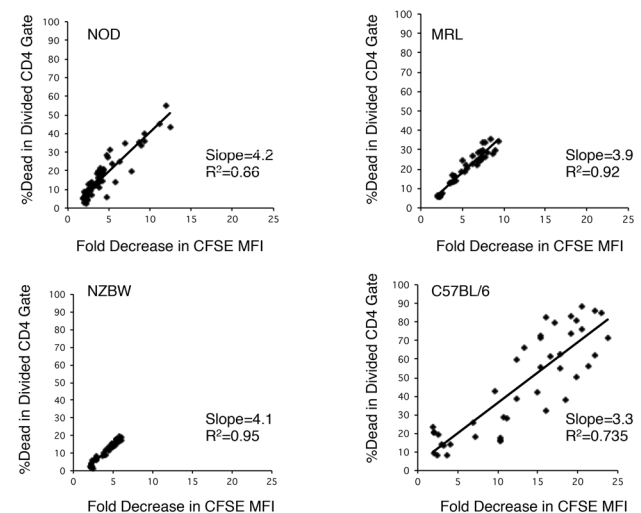 NOD
%Dead in Divided CD4 Gate
100
90
80
70
60
50
40
30
20
10
0
Slope=4.2
R²=0.86
0 5 10 15 20 25
Fold Decrease in CFSE MFI
MRL
%Dead in Divided CD4 Gate
100
90
80
70
60
50
40
30
20
10
0
Slope=3.9
R²=0.92
0 5 10 15 20 25
Fold Decrease in CFSE MFI
NZBW
%Dead in Divided CD4 Gate
100
90
80
70
60
50
40
30
20
10
0
Slope=4.1
R²=0.95
0 5 10 15 20 25
Fold Decrease in CFSE MFI
C57BL/6
%Dead in Divided CD4 Gate
100
90
80
70
60
50
40
30
20
10
0
Slope=3.3
R²=0.735
0 5 10 15 20 25
Fold Decrease in CFSE MFI